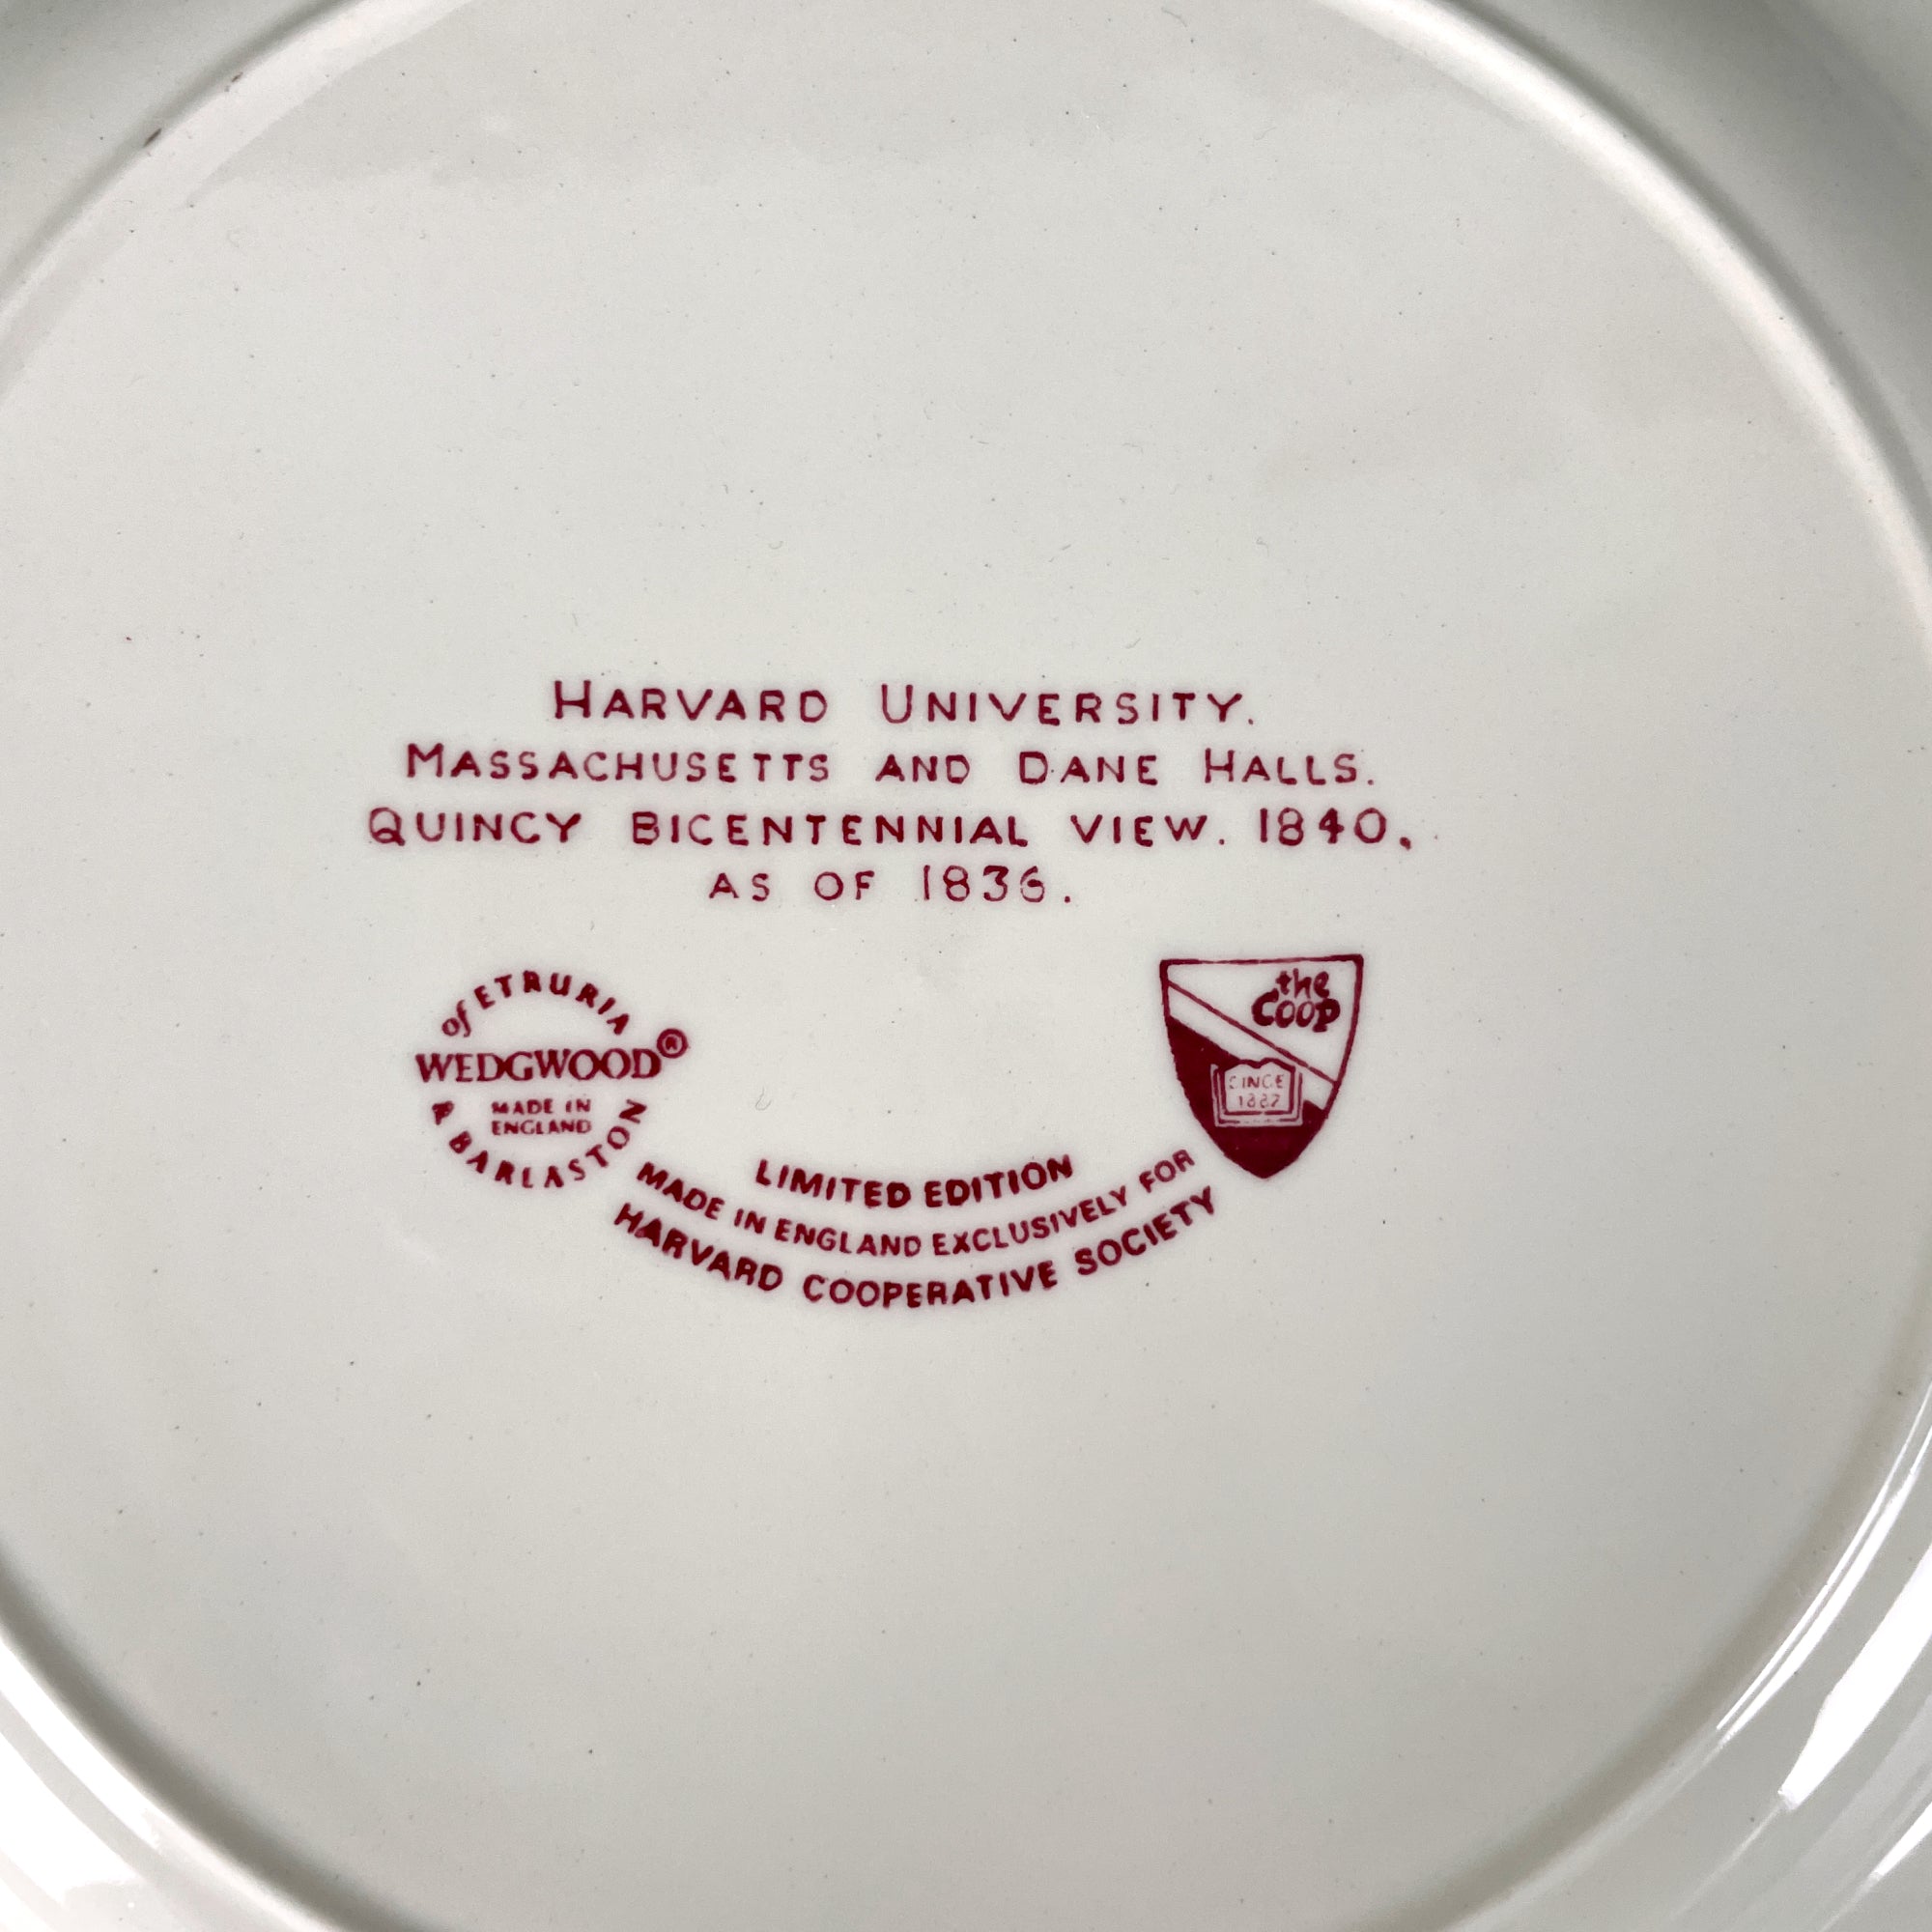 HARVARD UNIVERSITY.
MASSACHUSETTS AND DANE HALLS.
QUINCY BICENTENNIAL VIEW. 1840,
AS OF 1836.
of ETRURIA
WEDGWOOD®
MADE IN
ENGLAND
& BARLASTON
the
COOP
SINCE
1882
LIMITED EDITION
MADE IN ENGLAND EXCLUSIVELY FOR
HARVARD COOPERATIVE SOCIETY